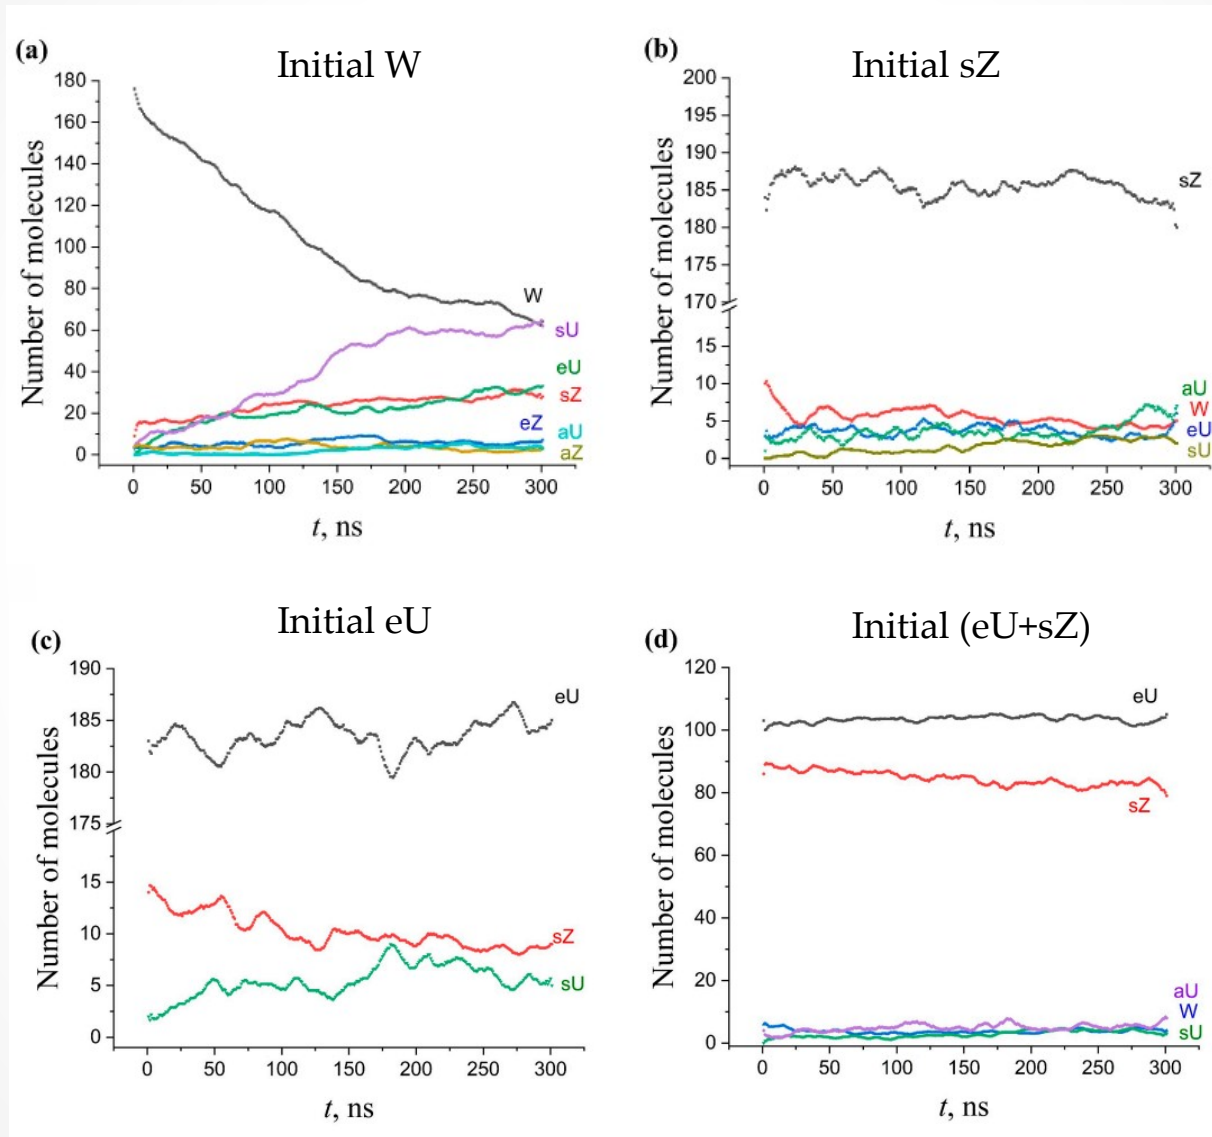 (a)
Initial W
Number of molecules
180
160
140
120
100
80
60
40
20
0
W
sU
eU
sZ
eZ
aU
aZ
0 50 100 150 200 250 300
t, ns
(b)
Initial sZ
Number of molecules
200
195
190
185
180
170
15
10
5
0
sZ
aU
W
eU
sU
0 50 100 150 200 250 300
t, ns
(c)
Initial eU
Number of molecules
190
185
180
175
15
10
5
0
eU
sZ
sU
0 50 100 150 200 250 300
t, ns
(d)
Initial (eU+sZ)
Number of molecules
120
100
80
60
40
20
0
eU
sZ
aU
W
sU
0 50 100 150 200 250 300
t, ns